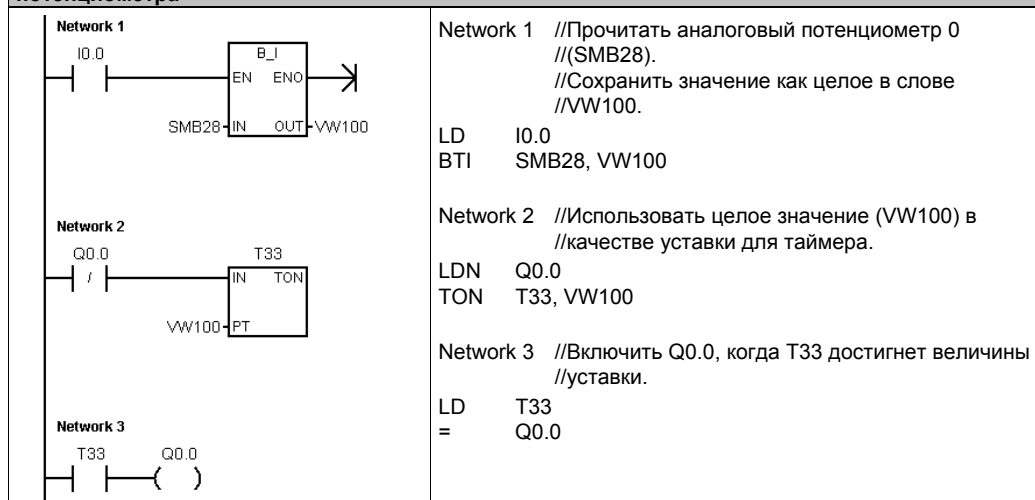 Network 1
I0.0
B_I
EN ENO
SMB28 IN OUT VW100
Network 2
Q0.0 T33
/
IN TON
VW100 PT
Network 3
T33 Q0.0
Network 1 //Прочитать аналоговый потенциометр 0
//(SMB28).
//Сохранить значение как целое в слове
//VW100.
LD I0.0
BTI SMB28, VW100
Network 2 //Использовать целое значение (VW100) в
//качестве уставки для таймера.
LDN Q0.0
TON T33, VW100
Network 3 //Включить Q0.0, когда T33 достигнет величины
//уставки.
LD T33
= Q0.0